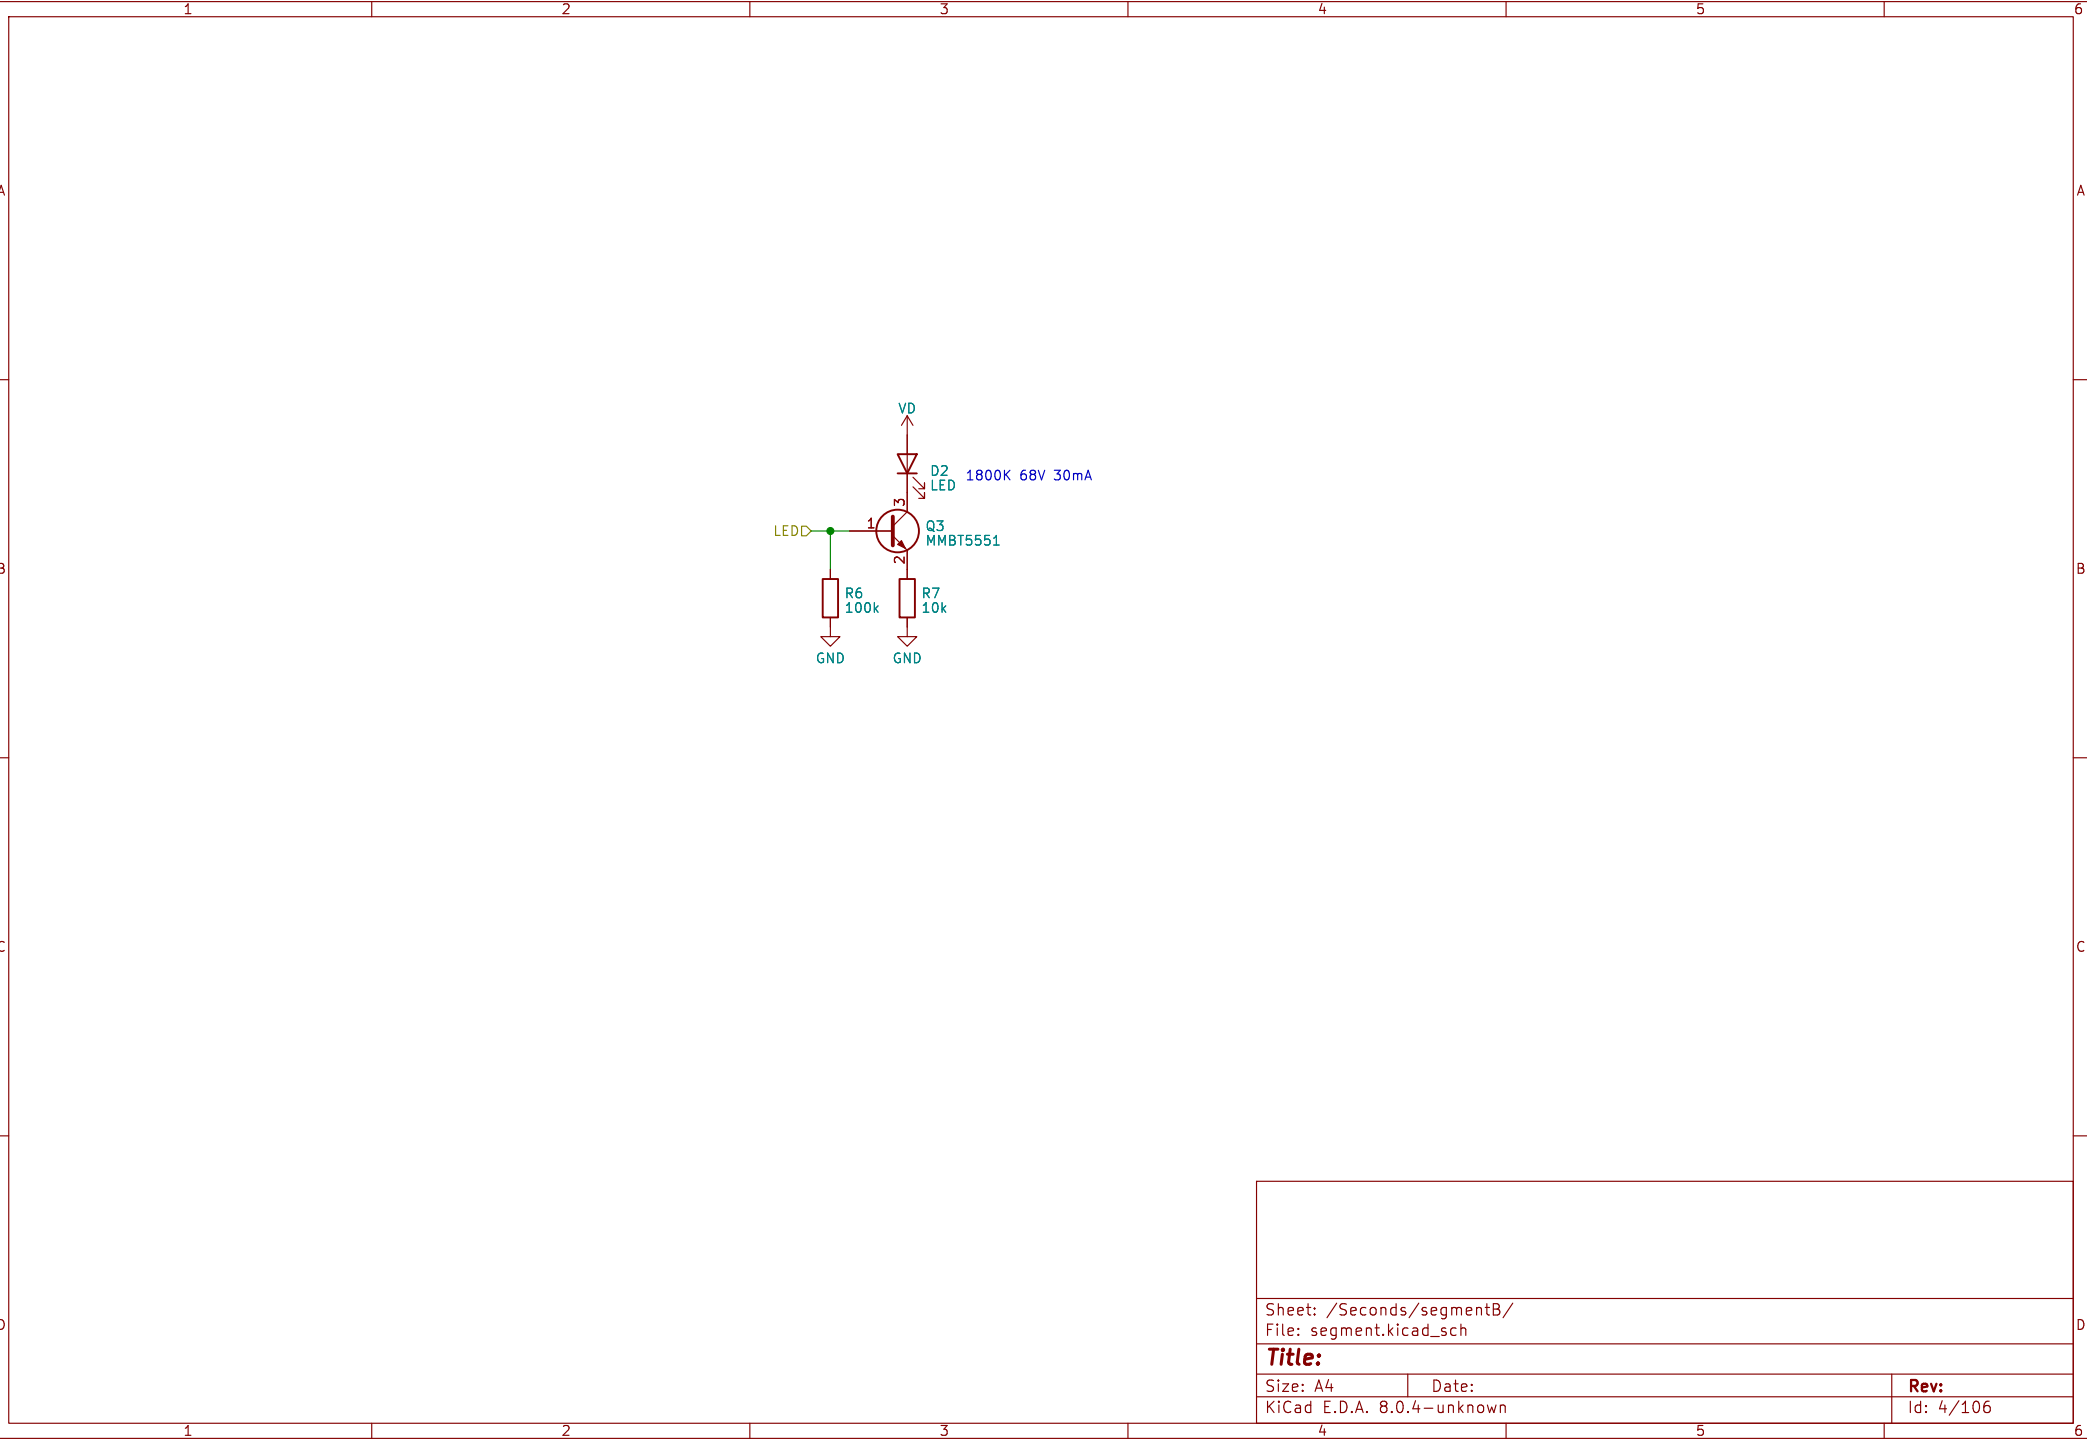 1 2 3 4 5 6
A A
VD
D2
LED
1800K 68V 30mA
3
LED
1
Q3
MMBT5551
2
B B
R6
100k
R7
10k
GND GND
C C
Sheet: /Seconds/segmentB/
File: segment.kicad_sch
D D
Title:
Size: A4 Date: Rev:
KiCad E.D.A. 8.0.4-unknown Id: 4/106
1 2 3 4 5 6